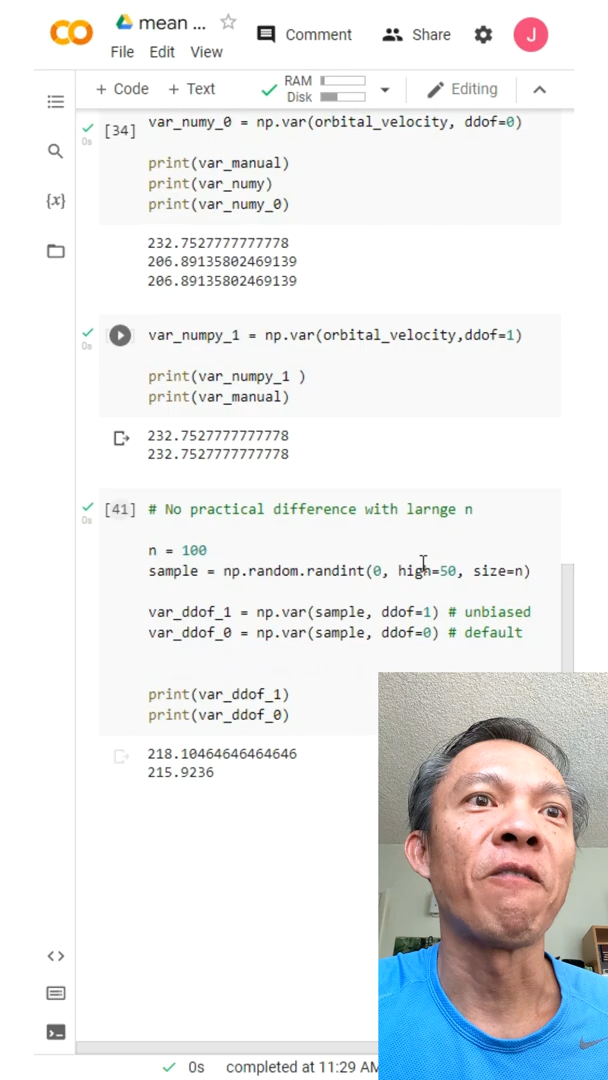 mean ...
Comment
Share
J
File Edit View
+ Code + Text
RAM
Disk
Editing
[34]
var_numy_0 = np.var(orbital_velocity, ddof=0)
0s
print(var_manual)
print(var_numy)
print(var_numy_0)
{x}
232.7527777777778
206.89135802469139
206.89135802469139
var_numpy_1 = np.var(orbital_velocity,ddof=1)
0s
print(var_numpy_1 )
print(var_manual)
232.7527777777778
232.7527777777778
[41]
# No practical difference with larnge n
0s
n = 100
sample = np.random.randint(0, high=50, size=n)
var_ddof_1 = np.var(sample, ddof=1) # unbiased
var_ddof_0 = np.var(sample, ddof=0) # default
print(var_ddof_1)
print(var_ddof_0)
218.10464646464646
215.9236
0s completed at 11:29 AM